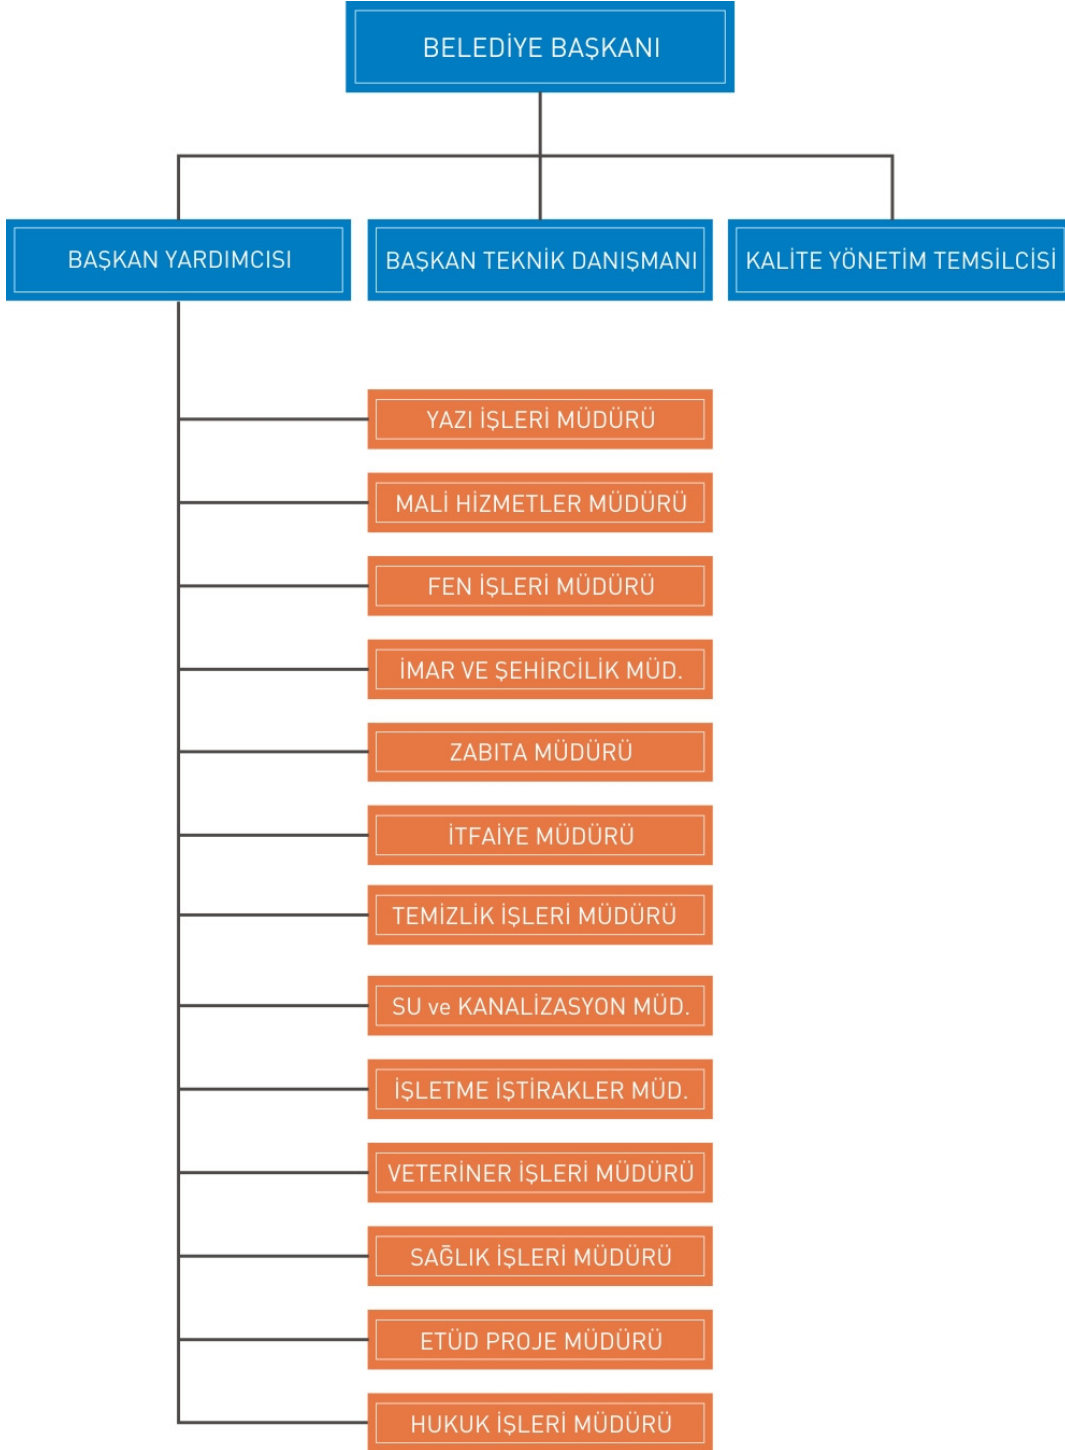 BELEDİYE BAŞKANI
BAŞKAN YARDIMCISI
BAŞKAN TEKNİK DANIŞMANI
KALİTE YÖNETİM TEMSİLCİSİ
YAZI İŞLERİ MÜDÜRÜ
MALİ HİZMETLER MÜDÜRÜ
FEN İŞLERİ MÜDÜRÜ
İMAR VE ŞEHİRCİLİK MÜD.
ZABITA MÜDÜRÜ
İTFAİYE MÜDÜRÜ
TEMİZLİK İŞLERİ MÜDÜRÜ
SU ve KANALİZASYON MÜD.
İŞLETME İŞTİRAKLER MÜD.
VETERİNER İŞLERİ MÜDÜRÜ
SAĞLIK İŞLERİ MÜDÜRÜ
ETÜD PROJE MÜDÜRÜ
HUKUK İŞLERİ MÜDÜRÜ